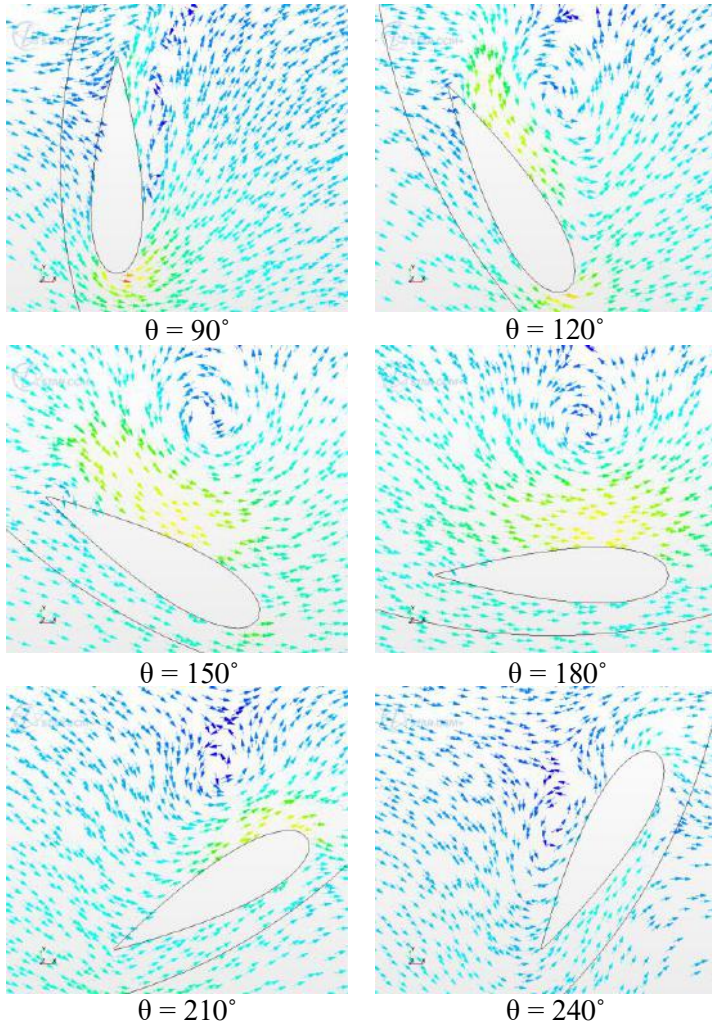 θ = 90˚
θ = 120˚
θ = 150˚
θ = 180˚
θ = 210˚
θ = 240˚